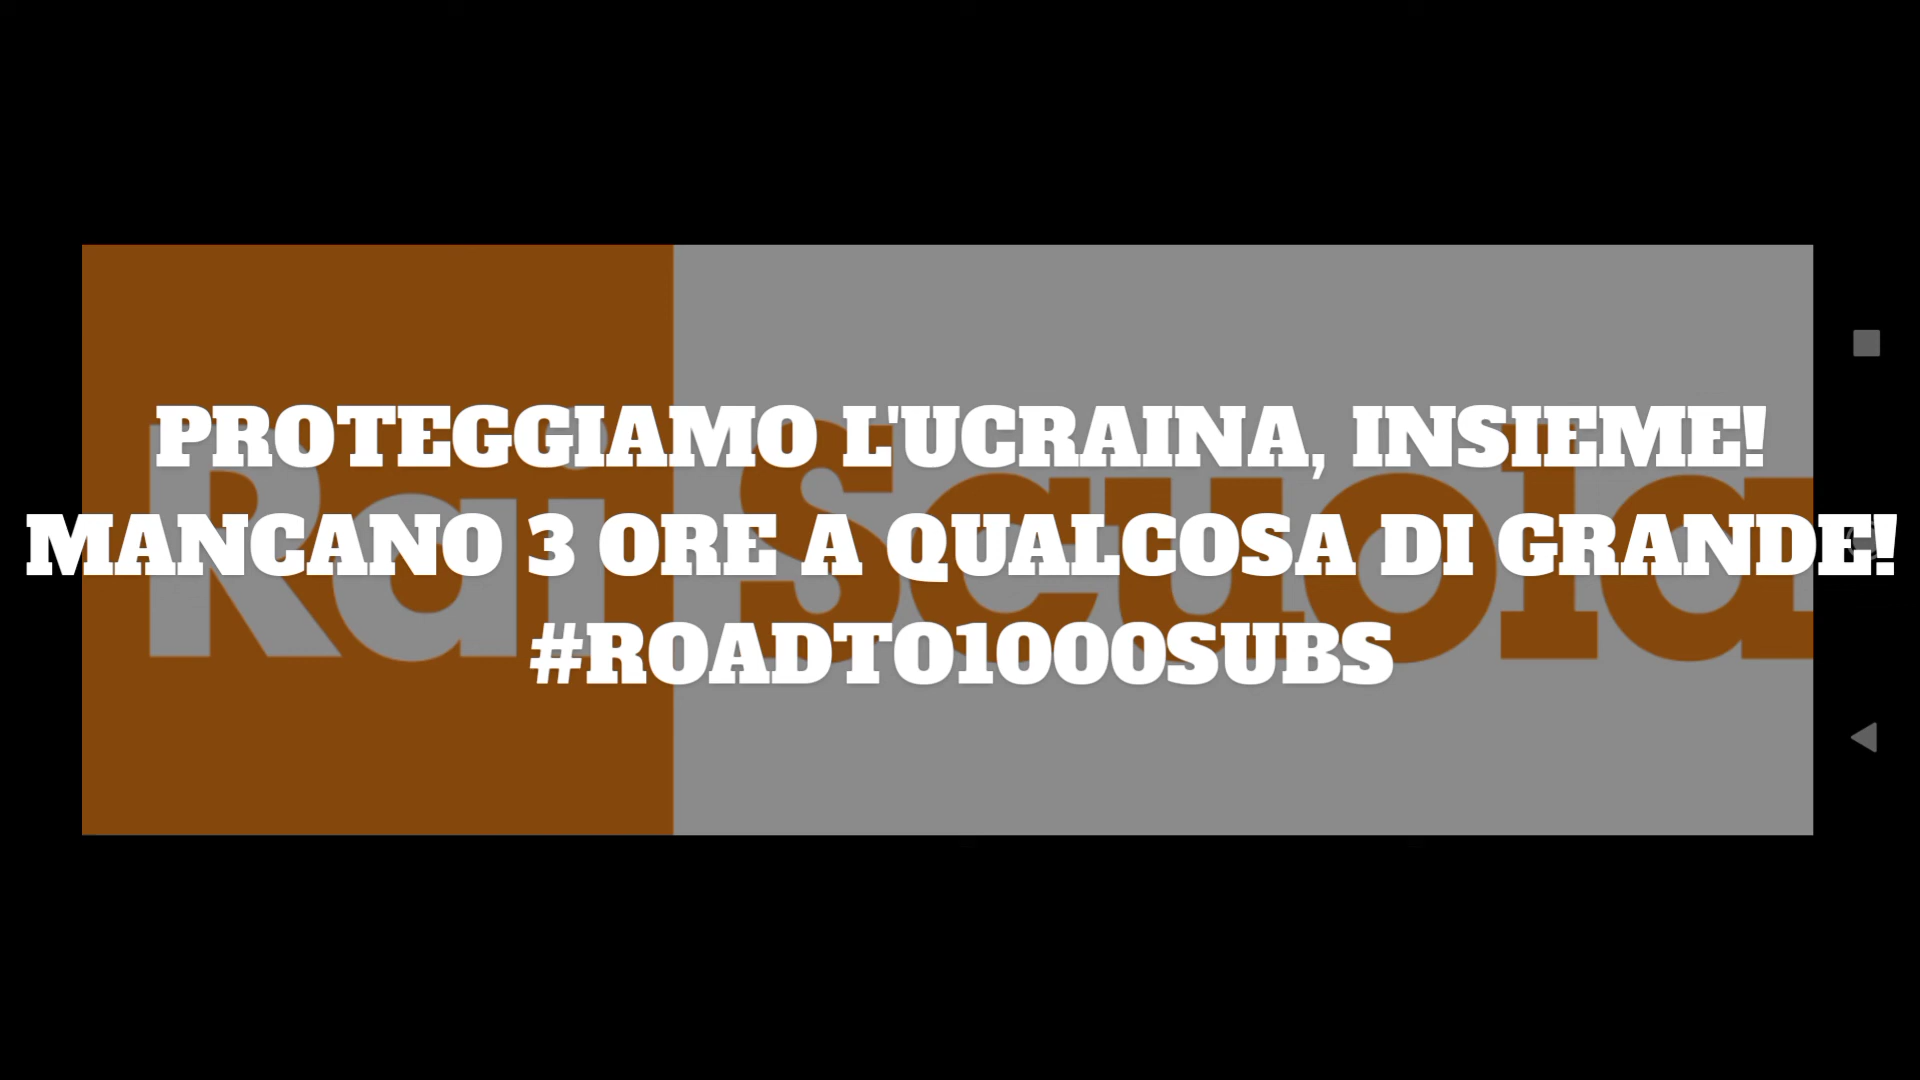 PROTEGGIAMO L'UCRAINA, INSIEME!
MANCANO 3 ORE A QUALCOSA DI GRANDE!
#ROADTO1000SUBS
Rai Scuola